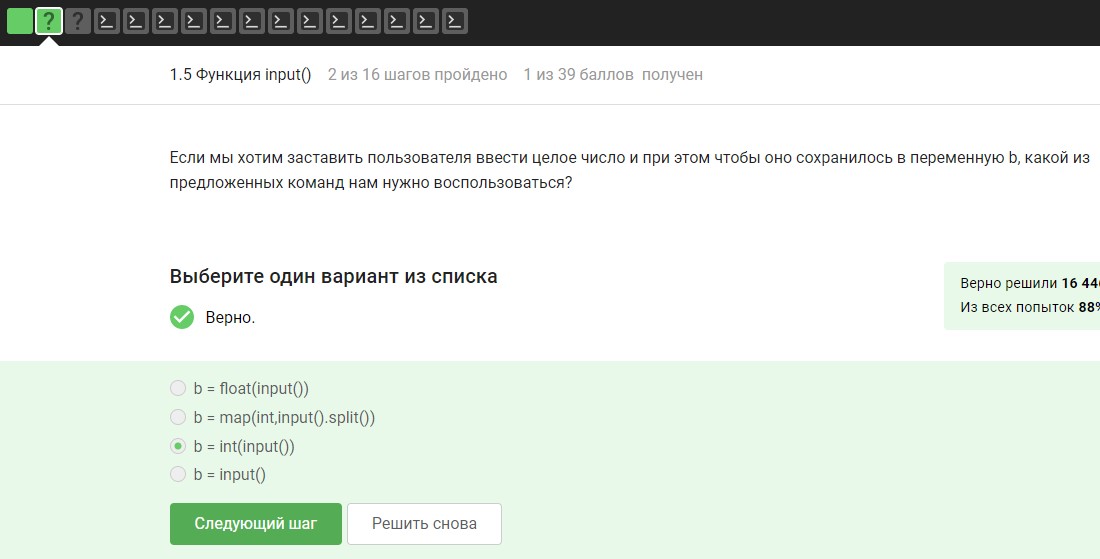 ? ?
1.5 Функция input() 2 из 16 шагов пройдено 1 из 39 баллов получен
Если мы хотим заставить пользователя ввести целое число и при этом чтобы оно сохранилось в переменную b, какой из
предложенных команд нам нужно воспользоваться?
Выберите один вариант из списка
Верно решили 16 44
Из всех попыток 88%
Верно.
b = float(input())
b = map(int,input().split())
b = int(input())
b = input()
Следующий шаг Решить снова